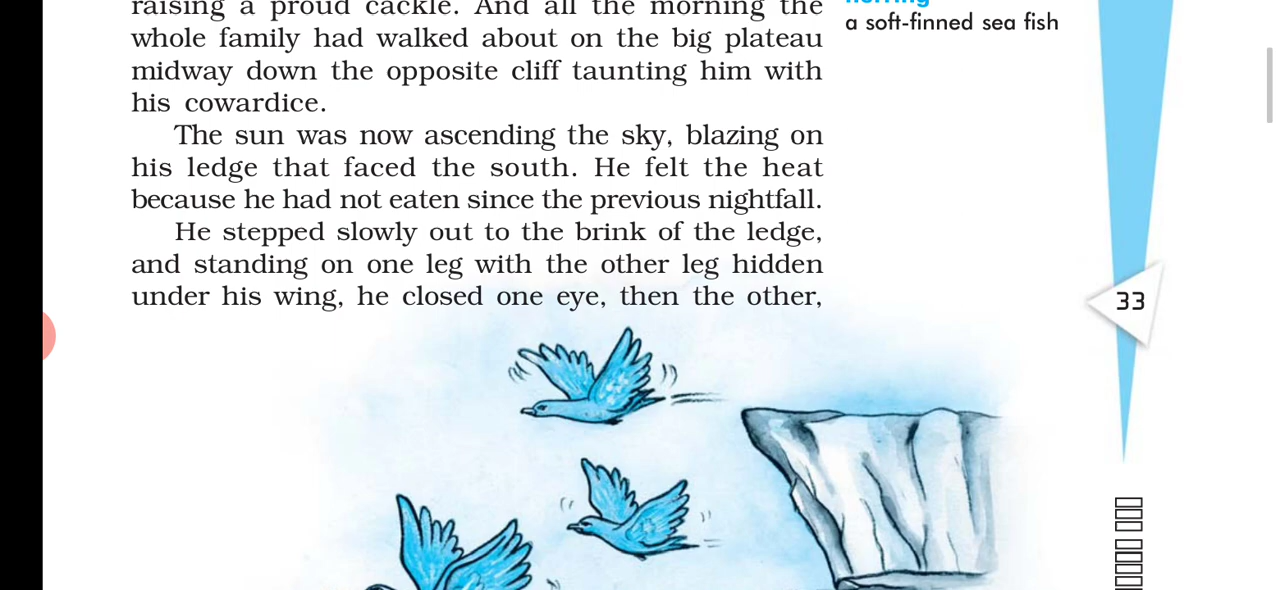 raising a proud cackle. And all the morning the
whole family had walked about on the big plateau
midway down the opposite cliff taunting him with
his cowardice.
The sun was now ascending the sky, blazing on
his ledge that faced the south. He felt the heat
because he had not eaten since the previous nightfall.
He stepped slowly out to the brink of the ledge,
and standing on one leg with the other leg hidden
under his wing, he closed one eye, then the other,
herring
a soft-finned sea fish
33